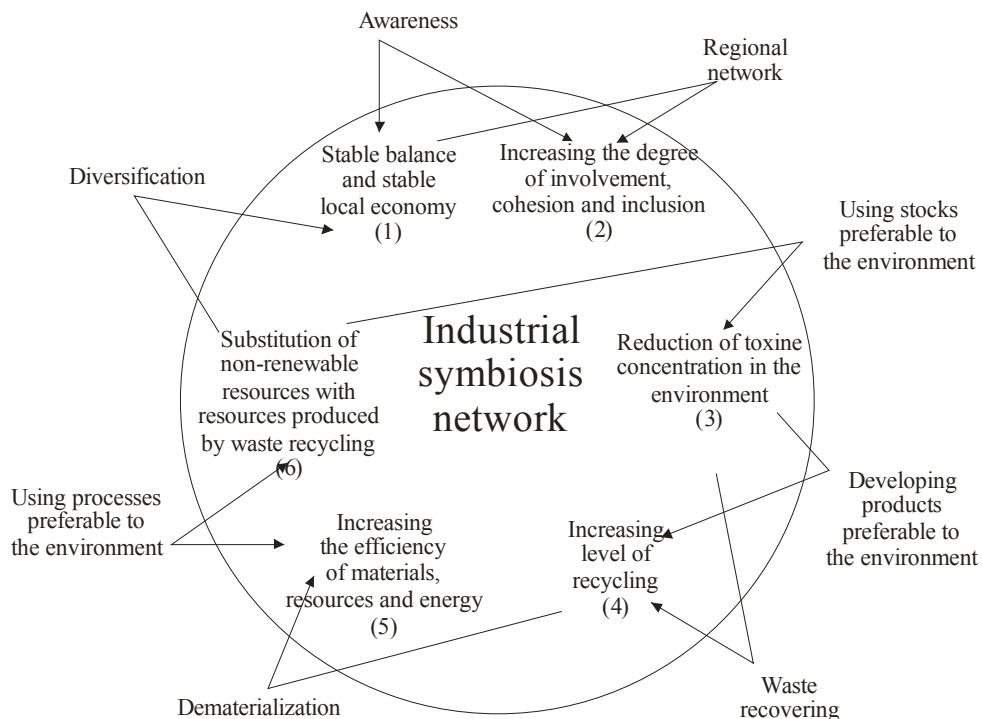 Awareness
Regional
network
Stable balance
and stable
local economy
(1)
Increasing the degree
of involvement,
cohesion and inclusion
(2)
Diversification
Using stocks
preferable to
the environment
Industrial
symbiosis
network
Substitution of
non-renewable
resources with
resources produced
by waste recycling
(6)
Reduction of toxine
concentration in the
environment
(3)
Using processes
preferable to
the environment
Developing
products
preferable to
the environment
Increasing
the efficiency
of materials,
resources and energy
(5)
Increasing
level of
recycling
(4)
Dematerialization
Waste
recovering